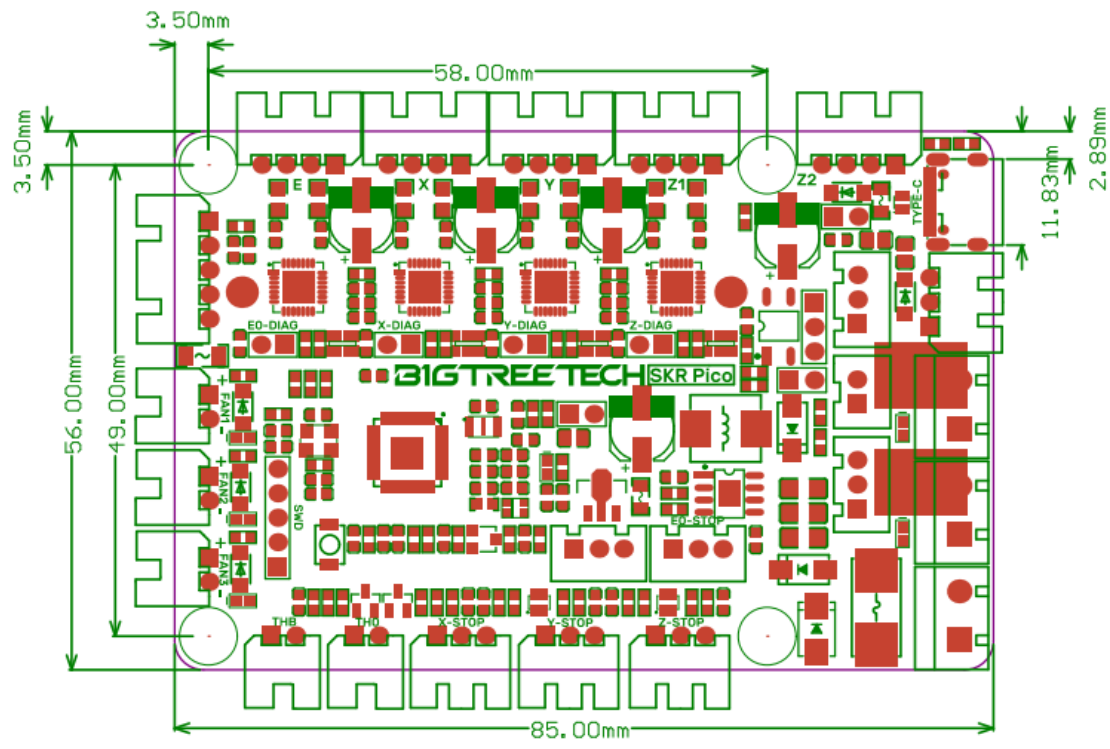 3.50mm
58.00mm
3.50mm
2.89mm
E
X
Y
Z1
Z2
TYPE-C
11.83mm
+
+
+
+
E0-DIAG
X-DIAG
Y-DIAG
Z-DIAG
B1GTREETECH
SKR Pico
+
FAN1
-
+
56.00mm
49.00mm
+
FAN2
-
SWD
E0-STOP
+
FAN3
-
THB
TH0
X-STOP
Y-STOP
Z-STOP
85.00mm